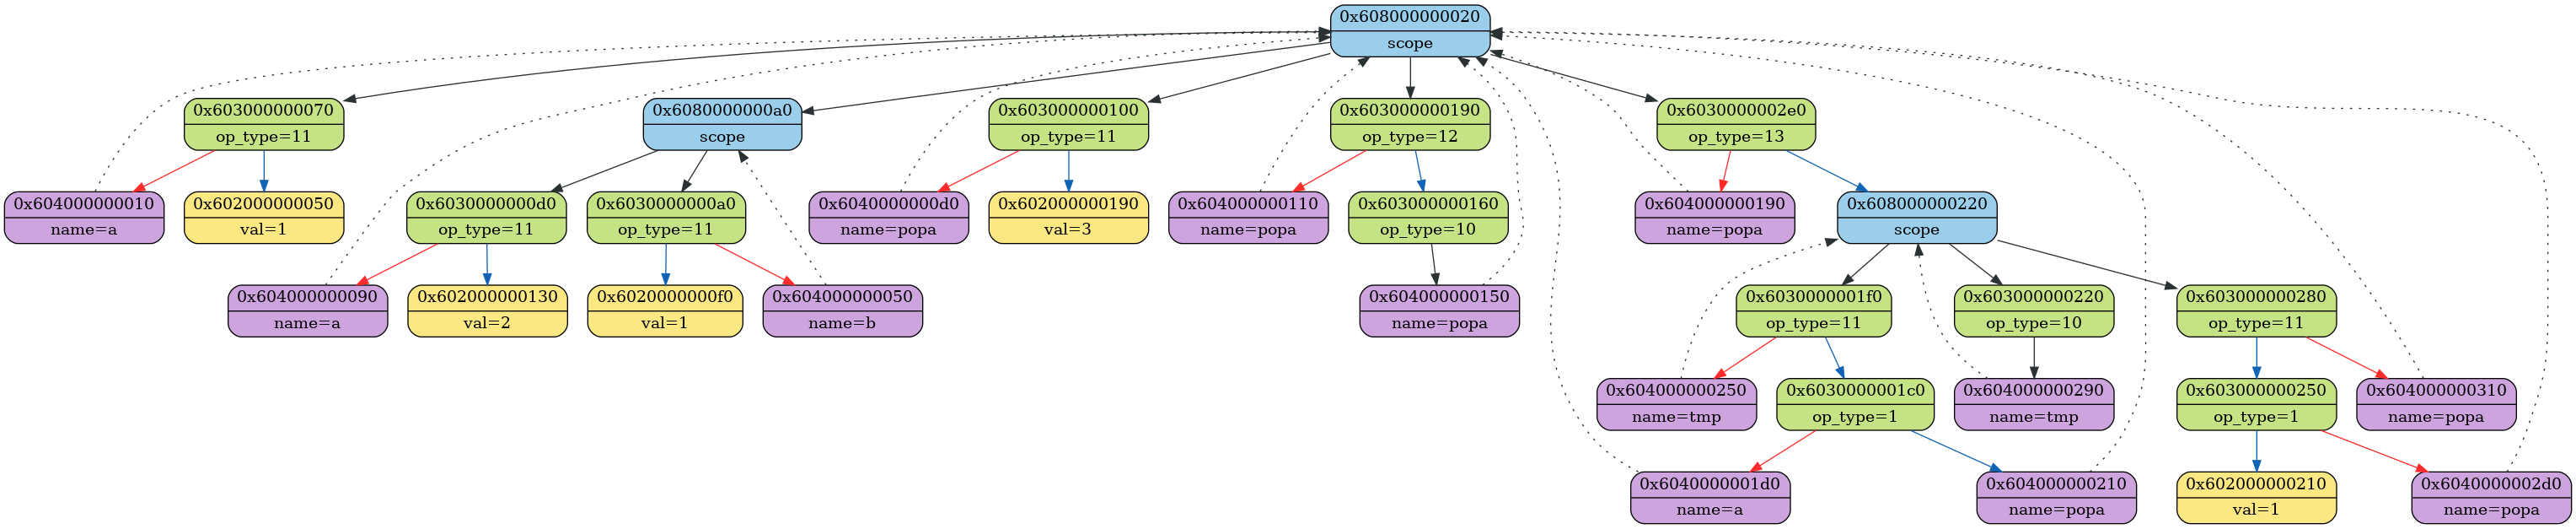 0x608000000020
scope
0x603000000070
op_type=11
0x6080000000a0
scope
0x603000000100
op_type=11
0x603000000190
op_type=12
0x6030000002e0
op_type=13
0x604000000010
name=a
0x602000000050
val=1
0x6030000000d0
op_type=11
0x6030000000a0
op_type=11
0x6040000000d0
name=popa
0x602000000190
val=3
0x604000000110
name=popa
0x603000000160
op_type=10
0x604000000190
name=popa
0x608000000220
scope
0x604000000090
name=a
0x602000000130
val=2
0x6020000000f0
val=1
0x604000000050
name=b
0x604000000150
name=popa
0x6030000001f0
op_type=11
0x603000000220
op_type=10
0x603000000280
op_type=11
0x604000000250
name=tmp
0x6030000001c0
op_type=1
0x604000000290
name=tmp
0x603000000250
op_type=1
0x604000000310
name=popa
0x6040000001d0
name=a
0x604000000210
name=popa
0x602000000210
val=1
0x6040000002d0
name=popa